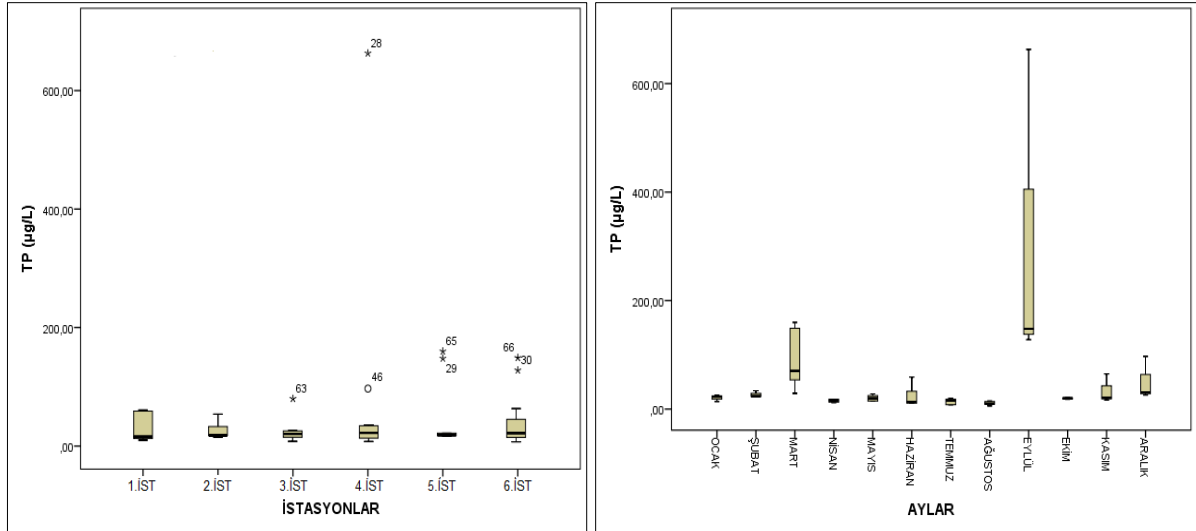 TP (µg/L)
600,00
400,00
200,00
,00
28
63
46
65
29
66
30
1.İST 2.İST 3.İST 4.İST 5.İST 6.İST
İSTASYONLAR
TP (µg/L)
600,00
400,00
200,00
,00
OCAK
ŞUBAT
MART
NİSAN
MAYIS
HAZİRAN
TEMMUZ
AĞUSTOS
EYLÜL
EKİM
KASIM
ARALIK
AYLAR